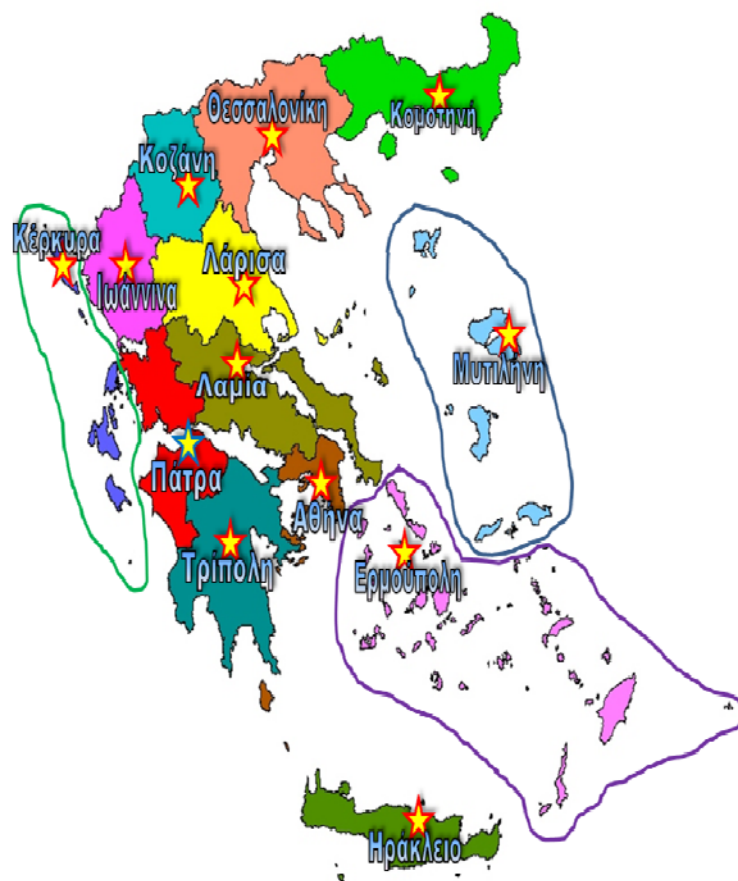 Θεσσαλονίκη
Κομοτηνή
Κοζάνη
Κέρκυρα
Ιωάννινα
Λάρισα
Μυτιλήνη
Λαμία
Πάτρα
Αθήνα
Τρίπολη
Ερμούπολη
Ηράκλειο